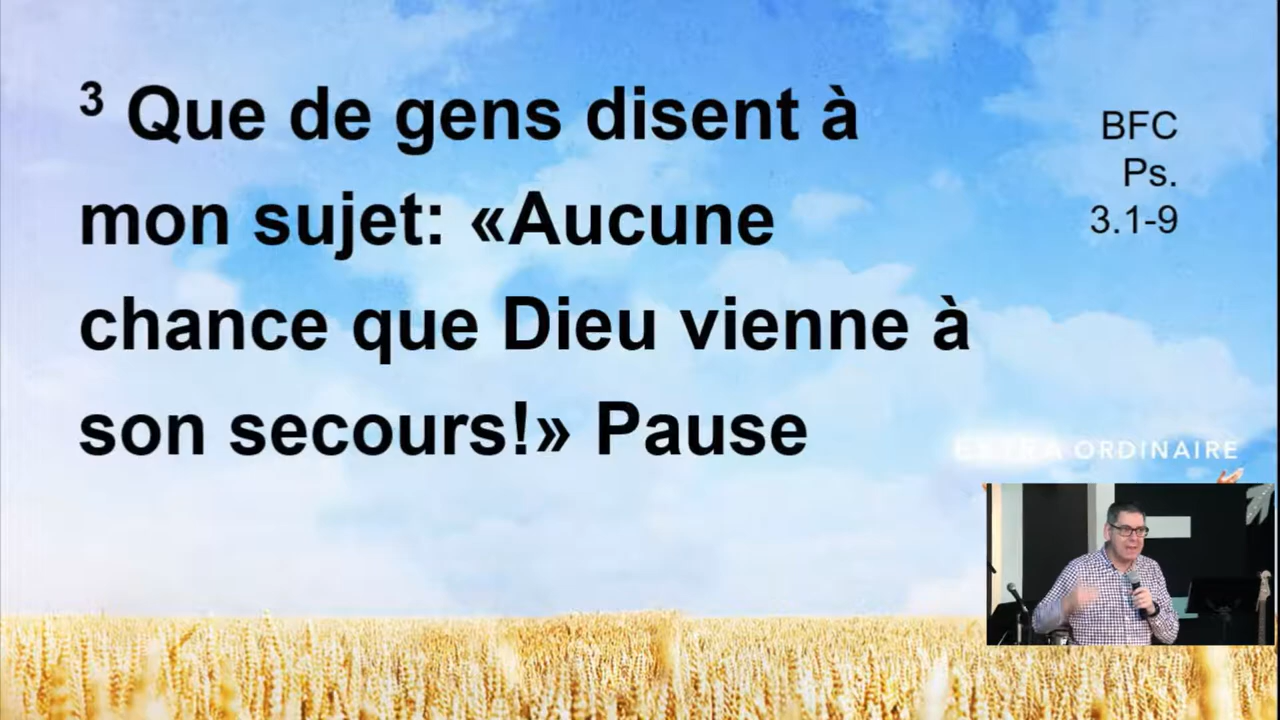 ³ Que de gens disent à
mon sujet: «Aucune
chance que Dieu vienne à
son secours!» Pause
BFC
Ps.
3.1-9
EXTRA ORDINAIRE